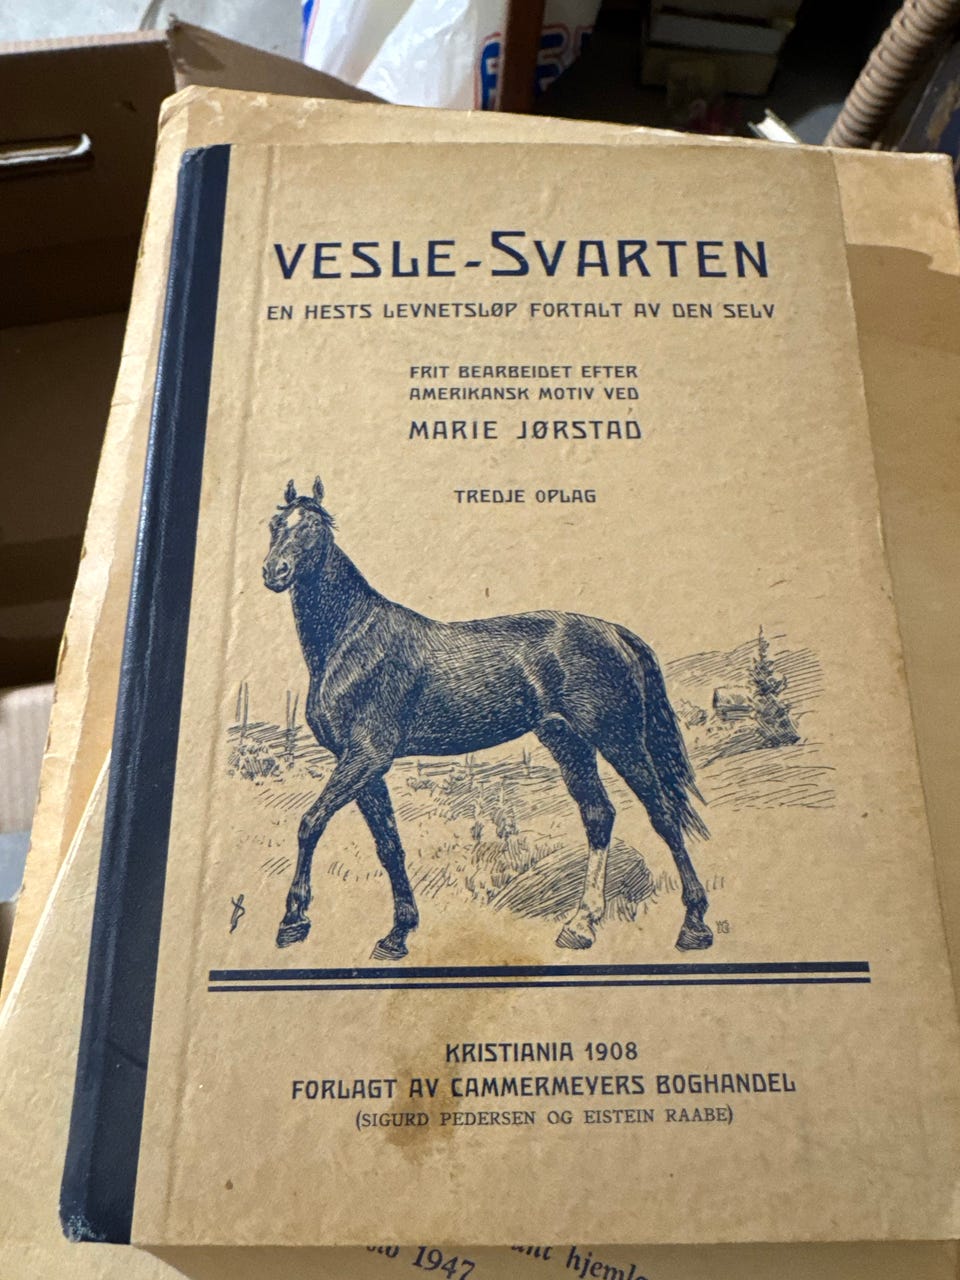 VESLE-SVARTEN
EN HESTS LEVNETSLØP FORTALT AV DEN SELV
FRIT BEARBEIDET EFTER
AMERIKANSK MOTIV VED
MARIE JØRSTAD
TREDJE OPLAG
KRISTIANIA 1908
FORLAGT AV CAMMERMEYERS BOGHANDEL
(SIGURD PEDERSEN OG EISTEIN RAABE)
1947